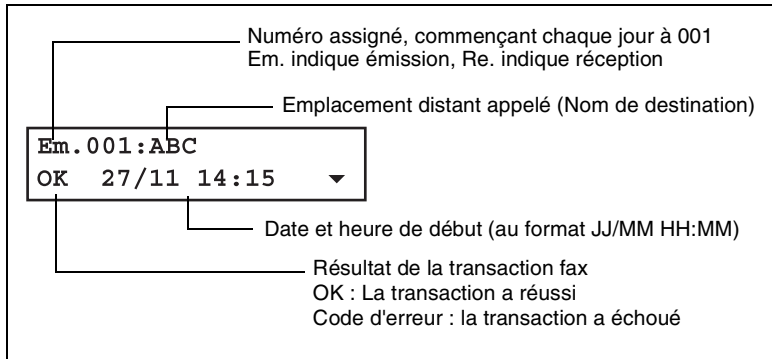 Numéro assigné, commençant chaque jour à 001
Em. indique émission, Re. indique réception
Emplacement distant appelé (Nom de destination)
Em.001:ABC
OK 27/11 14:15
Date et heure de début (au format JJ/MM HH:MM)
Résultat de la transaction fax
OK : La transaction a réussi
Code d'erreur : la transaction a échoué